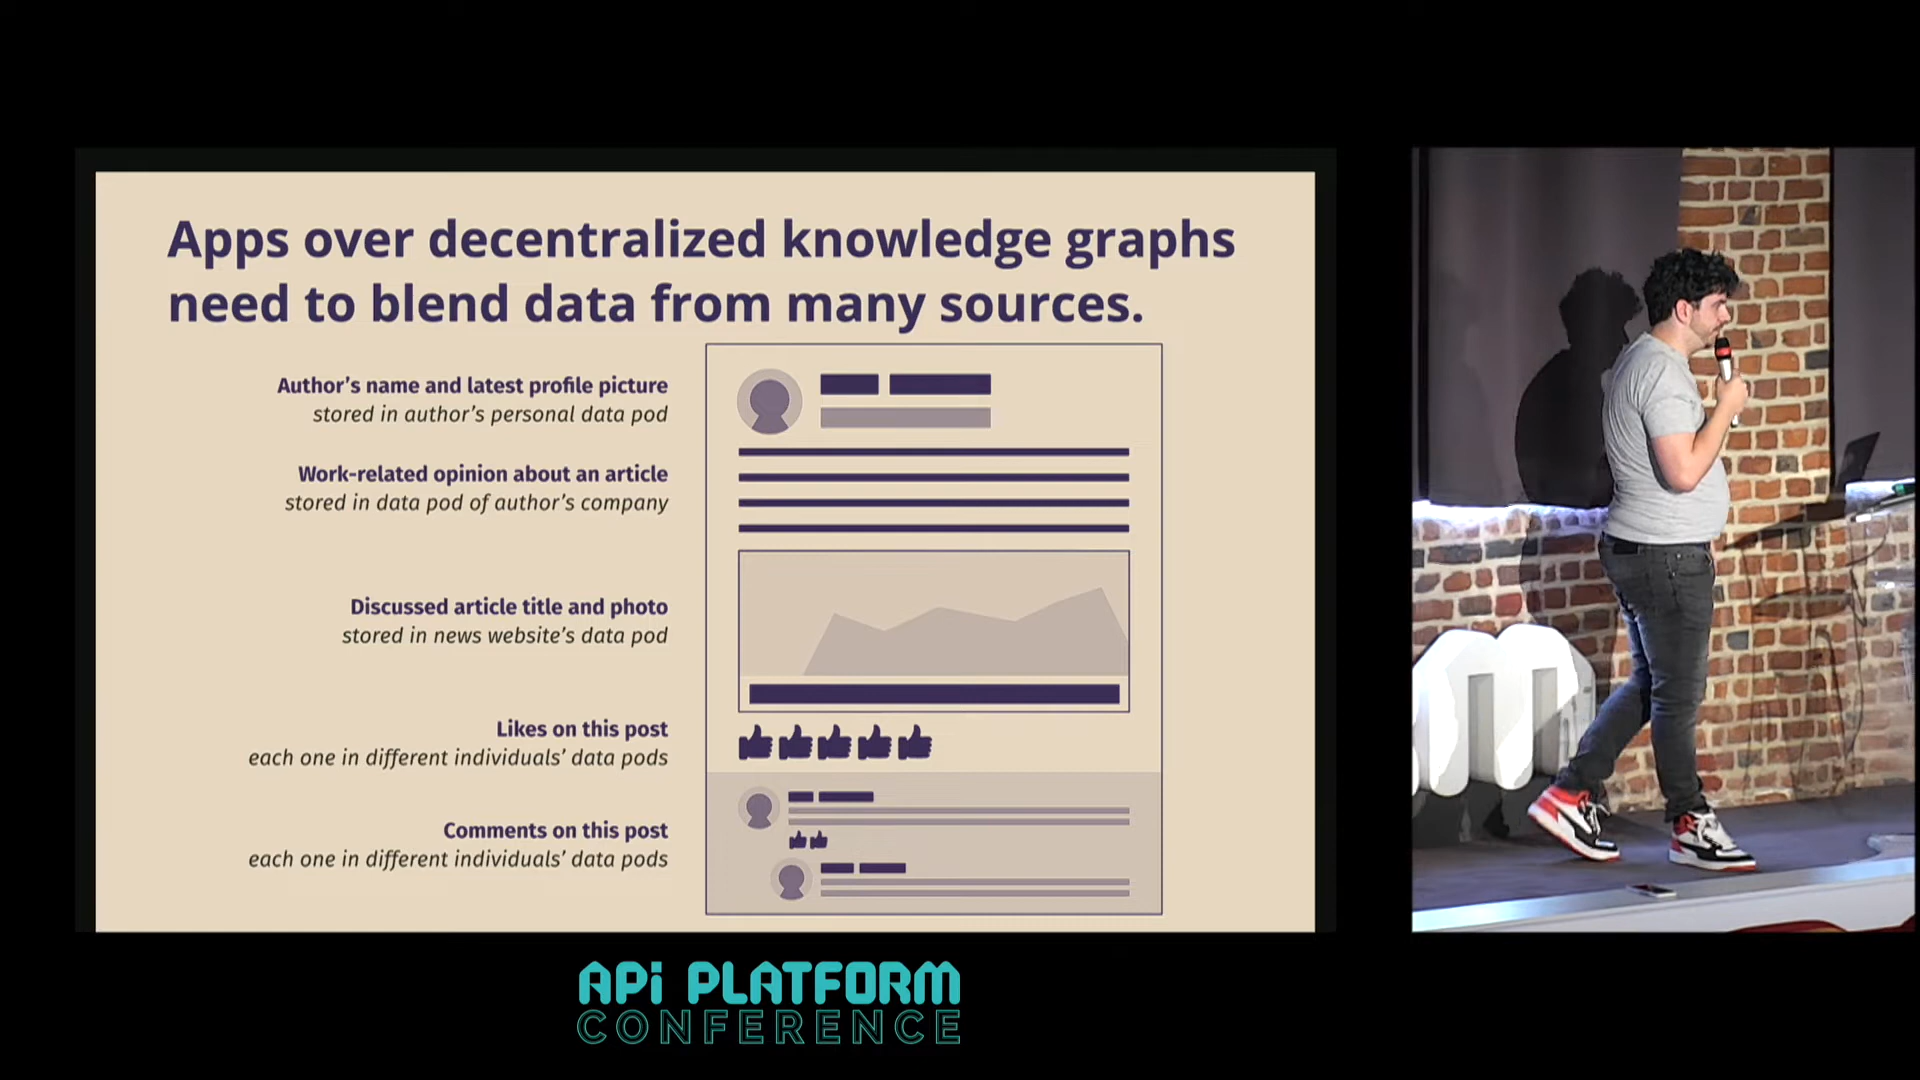 Apps over decentralized knowledge graphs
need to blend data from many sources.
Author's name and latest profile picture
stored in author's personal data pod
Work-related opinion about an article
stored in data pod of author's company
Discussed article title and photo
stored in news website's data pod
Likes on this post
each one in different individuals' data pods
Comments on this post
each one in different individuals' data pods
APi PLATFORM
CONFERENCE